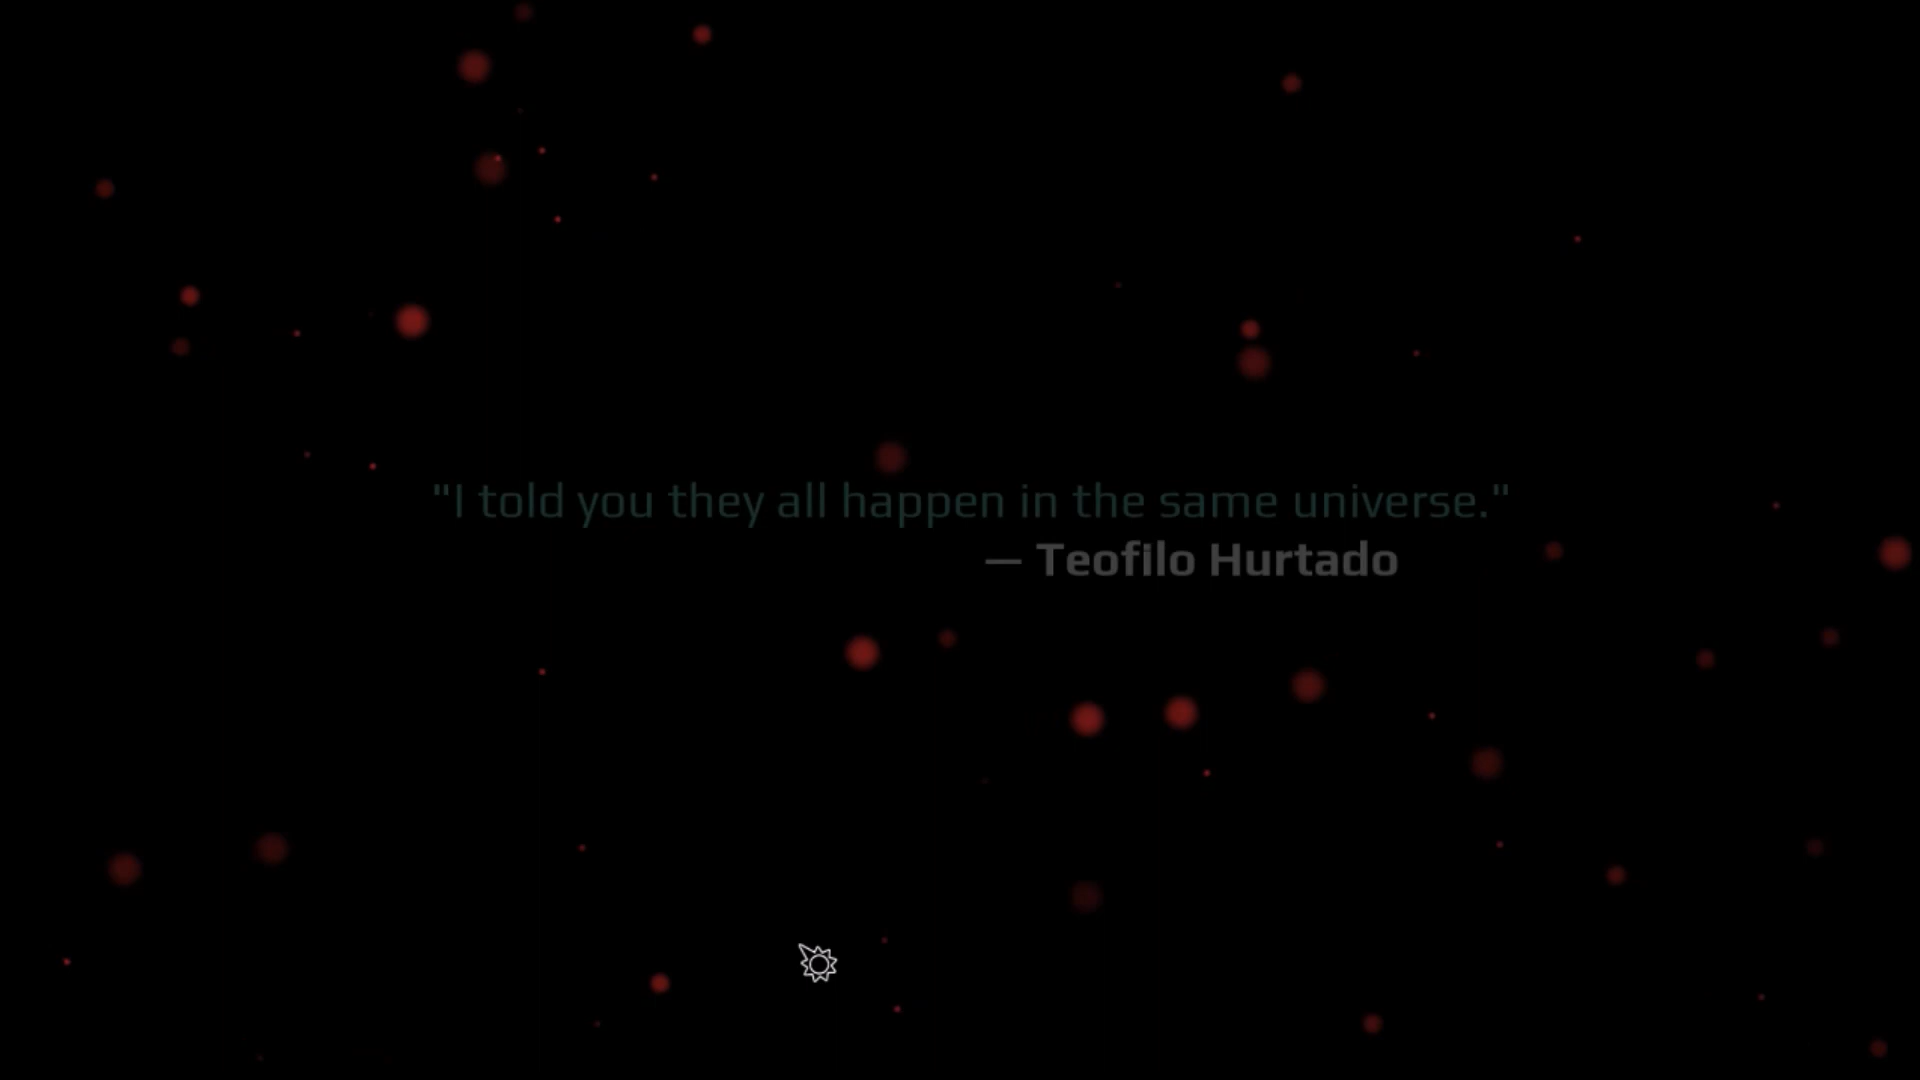 "I told you they all happen in the same universe."
— Teofilo Hurtado